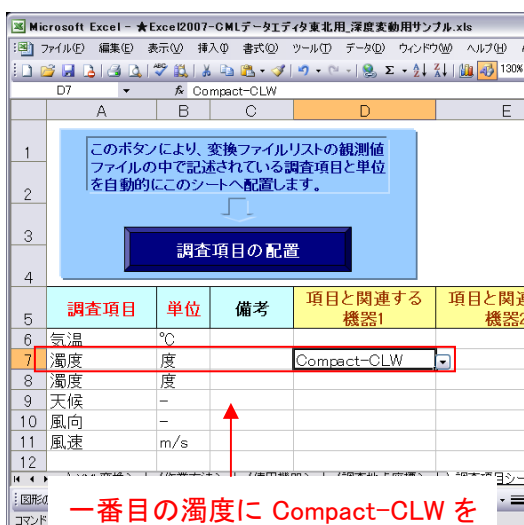 Microsoft Excel - ★Excel2007-CMLデータエディタ東北用_深度変動用サンプル.xls
ファイル(F) 編集(E) 表示(V) 挿入(I) 書式(O) ツール(T) データ(D) ウィンドウ(W) ヘルプ(H)
130%
D7 fx Compact-CLW
A B C D E
1 このボタンにより、変換ファイルリストの観測値
ファイルの中で記述されている調査項目と単位
2 を自動的にこのシートへ配置します。
3 調査項目の配置
4
5 調査項目 単位 備考 項目と関連する機器1 項目と関連
機器2
6 気温 ℃
7 濁度 度 Compact-CLW
8 濁度 度
9 天候 −
10 風向 −
11 風速 m/s
12
一番目の濁度に Compact-CLW を
コマンド